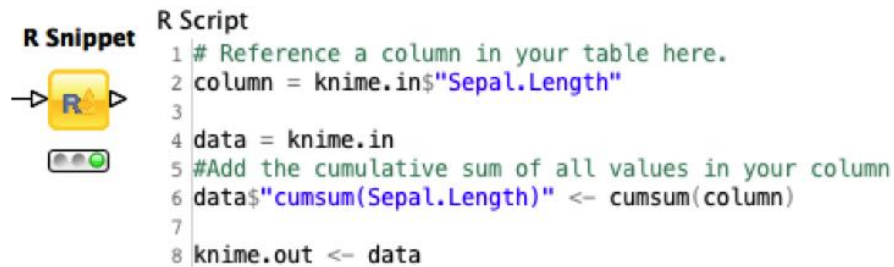 R Script
R Snippet
1 # Reference a column in your table here.
2 column = knime.in$"Sepal.Length"
3
4 data = knime.in
5 #Add the cumulative sum of all values in your column
6 data$"cumsum(Sepal.Length)" <- cumsum(column)
7
8 knime.out <- data
R